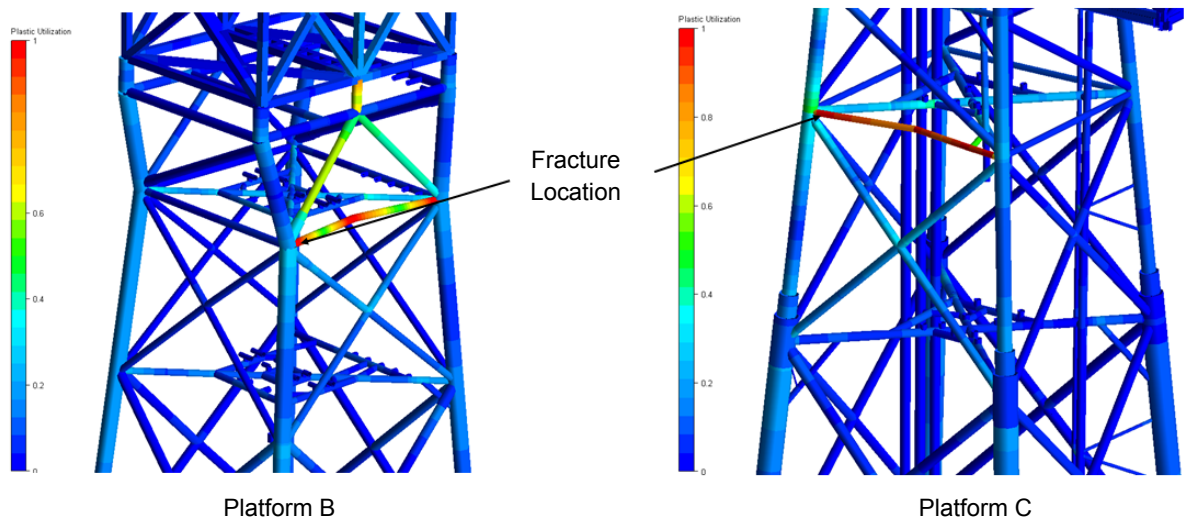 Plastic Utilization
1
0.6
0.4
0.2
0
Fracture
Location
Plastic Utilization
1
0.8
0.6
0.4
0.2
0
Platform B
Platform C